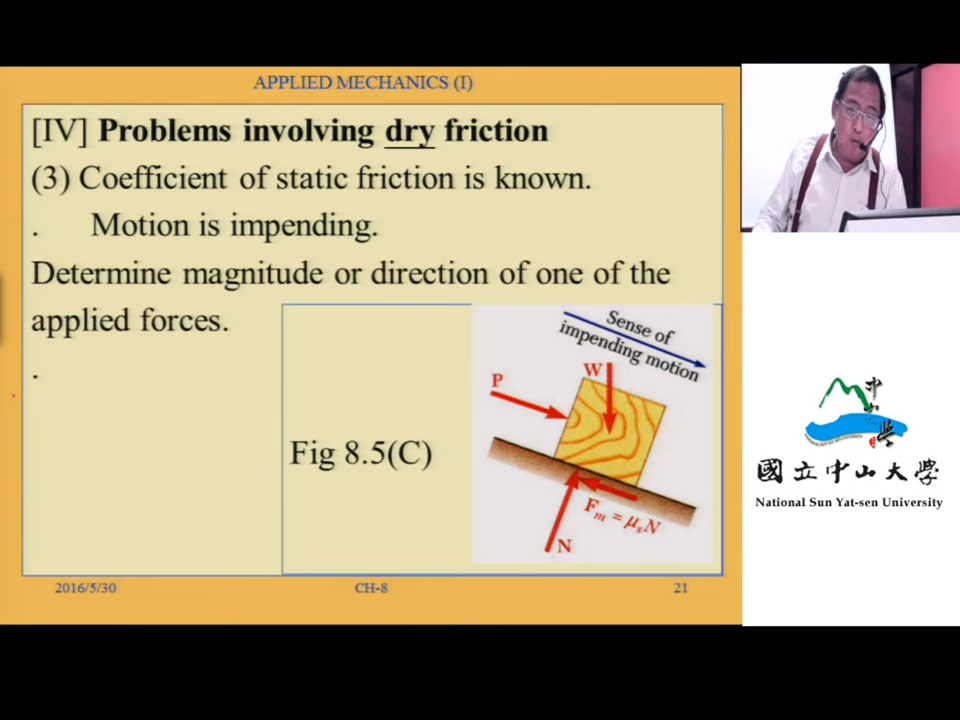 APPLIED MECHANICS (I)
[IV] Problems involving dry friction
(3) Coefficient of static friction is known.
. Motion is impending.
Determine magnitude or direction of one of the
applied forces.
.
Fig 8.5(C)
Sense of
impending motion
W
P
Fm = μsN
N
2016/5/30
CH-8
21
國立中山大學
National Sun Yat-sen University